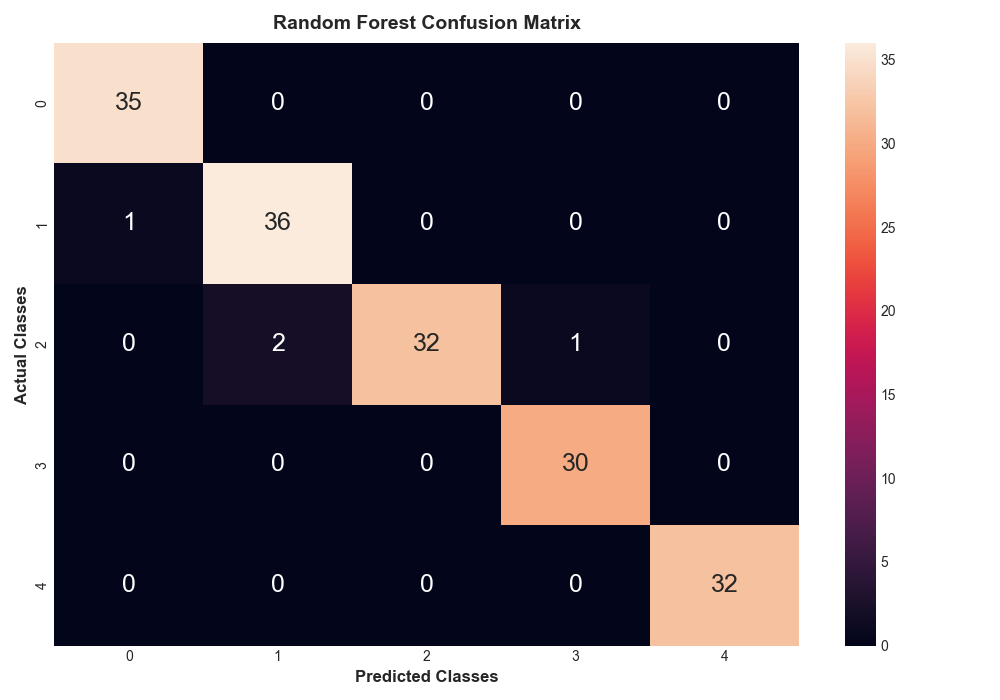 Random Forest Confusion Matrix
Actual Classes
0 35 0 0 0 0
1 1 36 0 0 0
2 0 2 32 1 0
3 0 0 0 30 0
4 0 0 0 0 32
0 1 2 3 4
Predicted Classes
35
30
25
20
15
10
5
0